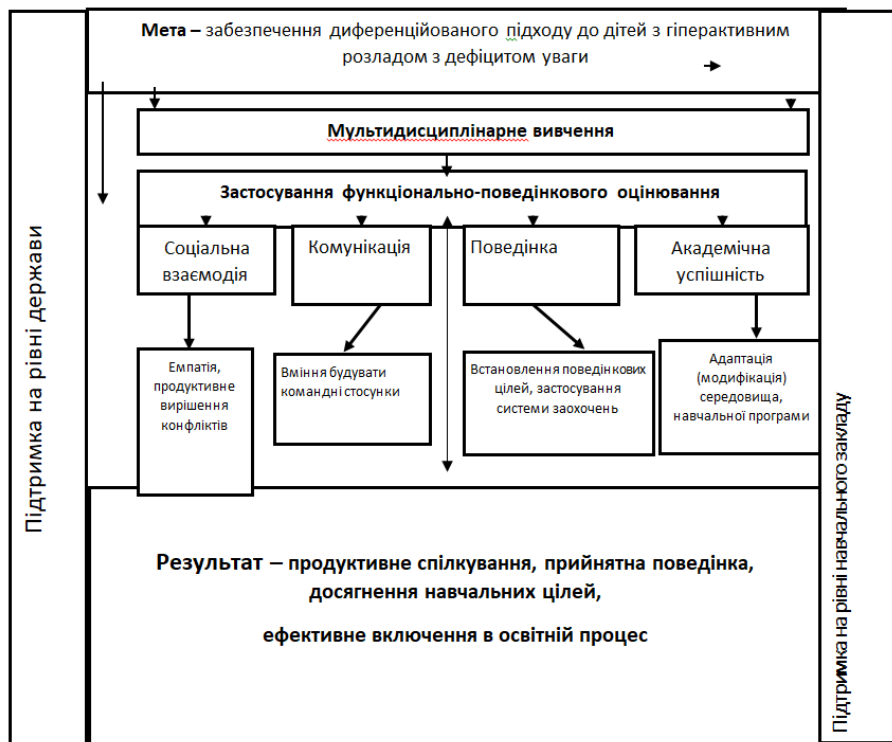 Мета – забезпечення диференційованого підходу до дітей з гіперактивним
розладом з дефіцитом уваги
Підтримка на рівні держави
Мультидисциплінарне вивчення
Застосування функціонально-поведінкового оцінювання
Соціальна
взаємодія
Комунікація
Поведінка
Академічна
успішність
Емпатія,
продуктивне
вирішення
конфліктів
Вміння будувати
командні стосунки
Встановлення поведінкових
цілей, застосування
системи заохочень
Адаптація
(модифікація)
середовища,
навчальної програми
Підтримка на рівні навчального закладу
Результат – продуктивне спілкування, прийнятна поведінка,
досягнення навчальних цілей,
ефективне включення в освітній процес